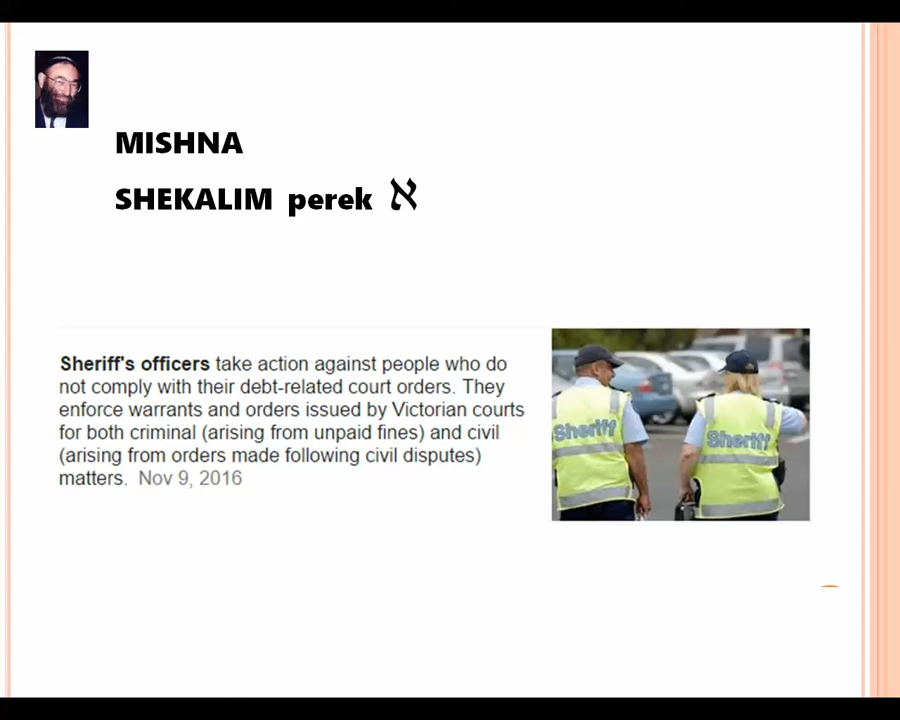 MISHNA
SHEKALIM perek א
Sheriff's officers take action against people who do
not comply with their debt-related court orders. They
enforce warrants and orders issued by Victorian courts
for both criminal (arising from unpaid fines) and civil
(arising from orders made following civil disputes)
matters. Nov 9, 2016
Sheriff
Sheriff